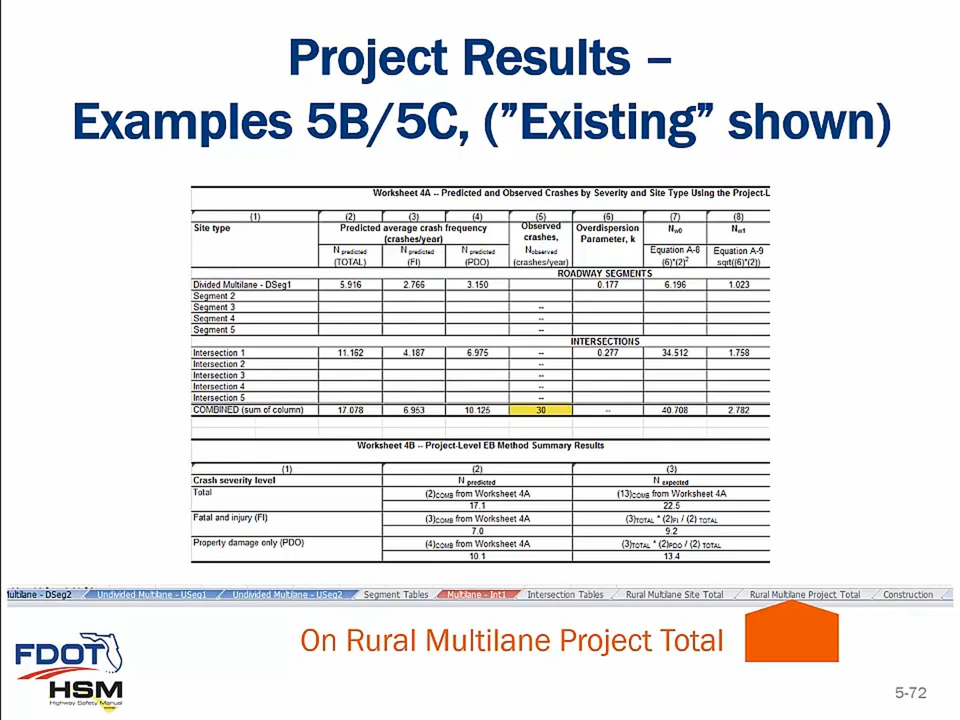 Project Results –
Examples 5B/5C, ("Existing" shown)
Worksheet 4A -- Predicted and Observed Crashes by Severity and Site Type Using the Project-L
(1) (2) (3) (4) (5) (6) (7) (8)
Site type Predicted average crash frequency (crashes/year) Observed crashes, Overdispersion Parameter, k Nw0 Nw1
N predicted (TOTAL) N predicted (FI) N predicted (PDO) Nobserved (crashes/year) Equation A-8 (6)*(2)² Equation A-9 sqrt((6)*(2))
ROADWAY SEGMENTS
Divided Multilane - DSeg1 5.916 2.766 3.150 0.177 6.196 1.023
Segment 2
Segment 3 --
Segment 4 --
Segment 5 --
INTERSECTIONS
Intersection 1 11.162 4.187 6.975 -- 0.277 34.512 1.758
Intersection 2 --
Intersection 3 --
Intersection 4 --
Intersection 5 --
COMBINED (sum of column) 17.078 6.953 10.125 30 -- 40.708 2.782
Worksheet 4B -- Project-Level EB Method Summary Results
(1) (2) (3)
Crash severity level N predicted N expected
Total (2)COMB from Worksheet 4A (13)COMB from Worksheet 4A
17.1 22.5
Fatal and injury (FI) (3)COMB from Worksheet 4A (3)TOTAL * (2)FI / (2) TOTAL
7.0 9.2
Property damage only (PDO) (4)COMB from Worksheet 4A (3)TOTAL * (2)PDO / (2) TOTAL
10.1 13.4
Multilane - DSeg2 Undivided Multilane - USeg1 Undivided Multilane - USeg2 Segment Tables Multilane - Int1 Intersection Tables Rural Multilane Site Total Rural Multilane Project Total Construction
On Rural Multilane Project Total
FDOT
HSM
Highway Safety Manual
5-72